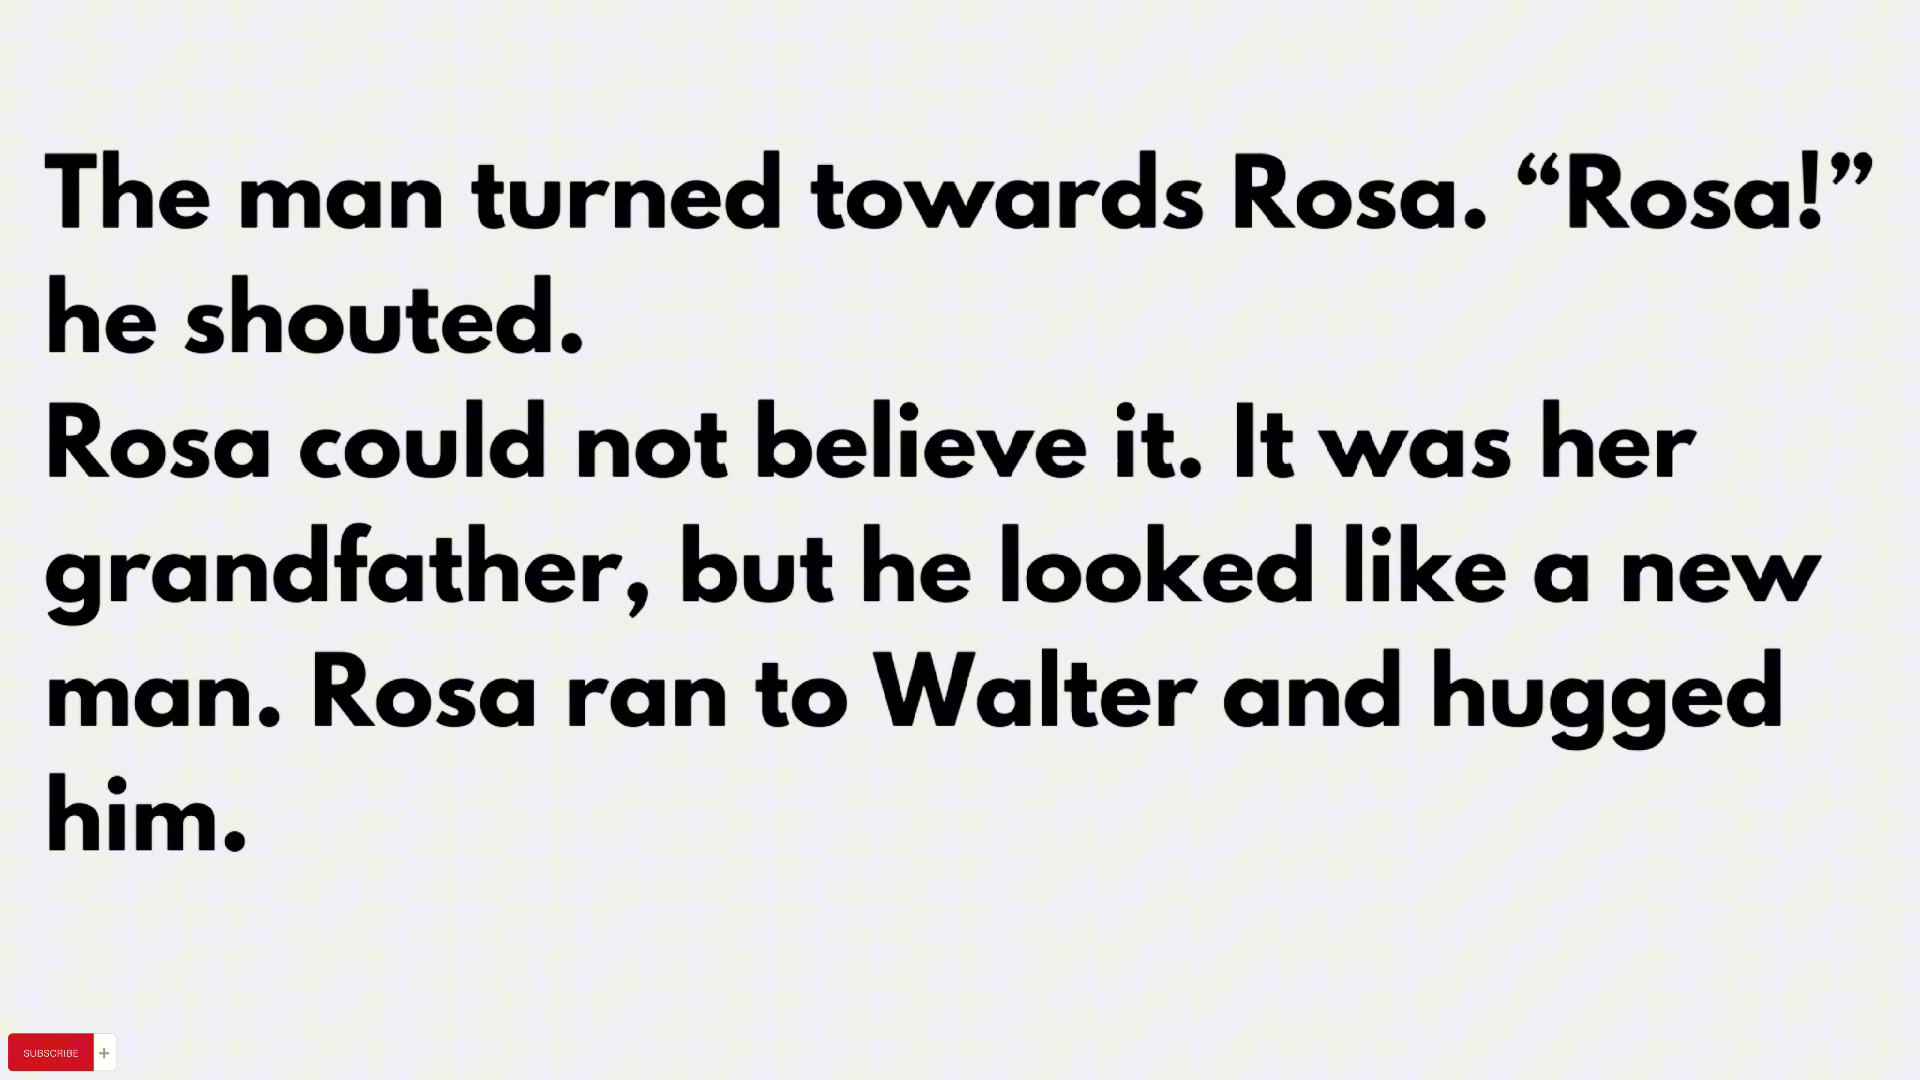 The man turned towards Rosa. “Rosa!”
he shouted.
Rosa could not believe it. It was her
grandfather, but he looked like a new
man. Rosa ran to Walter and hugged
him.
SUBSCRIBE +